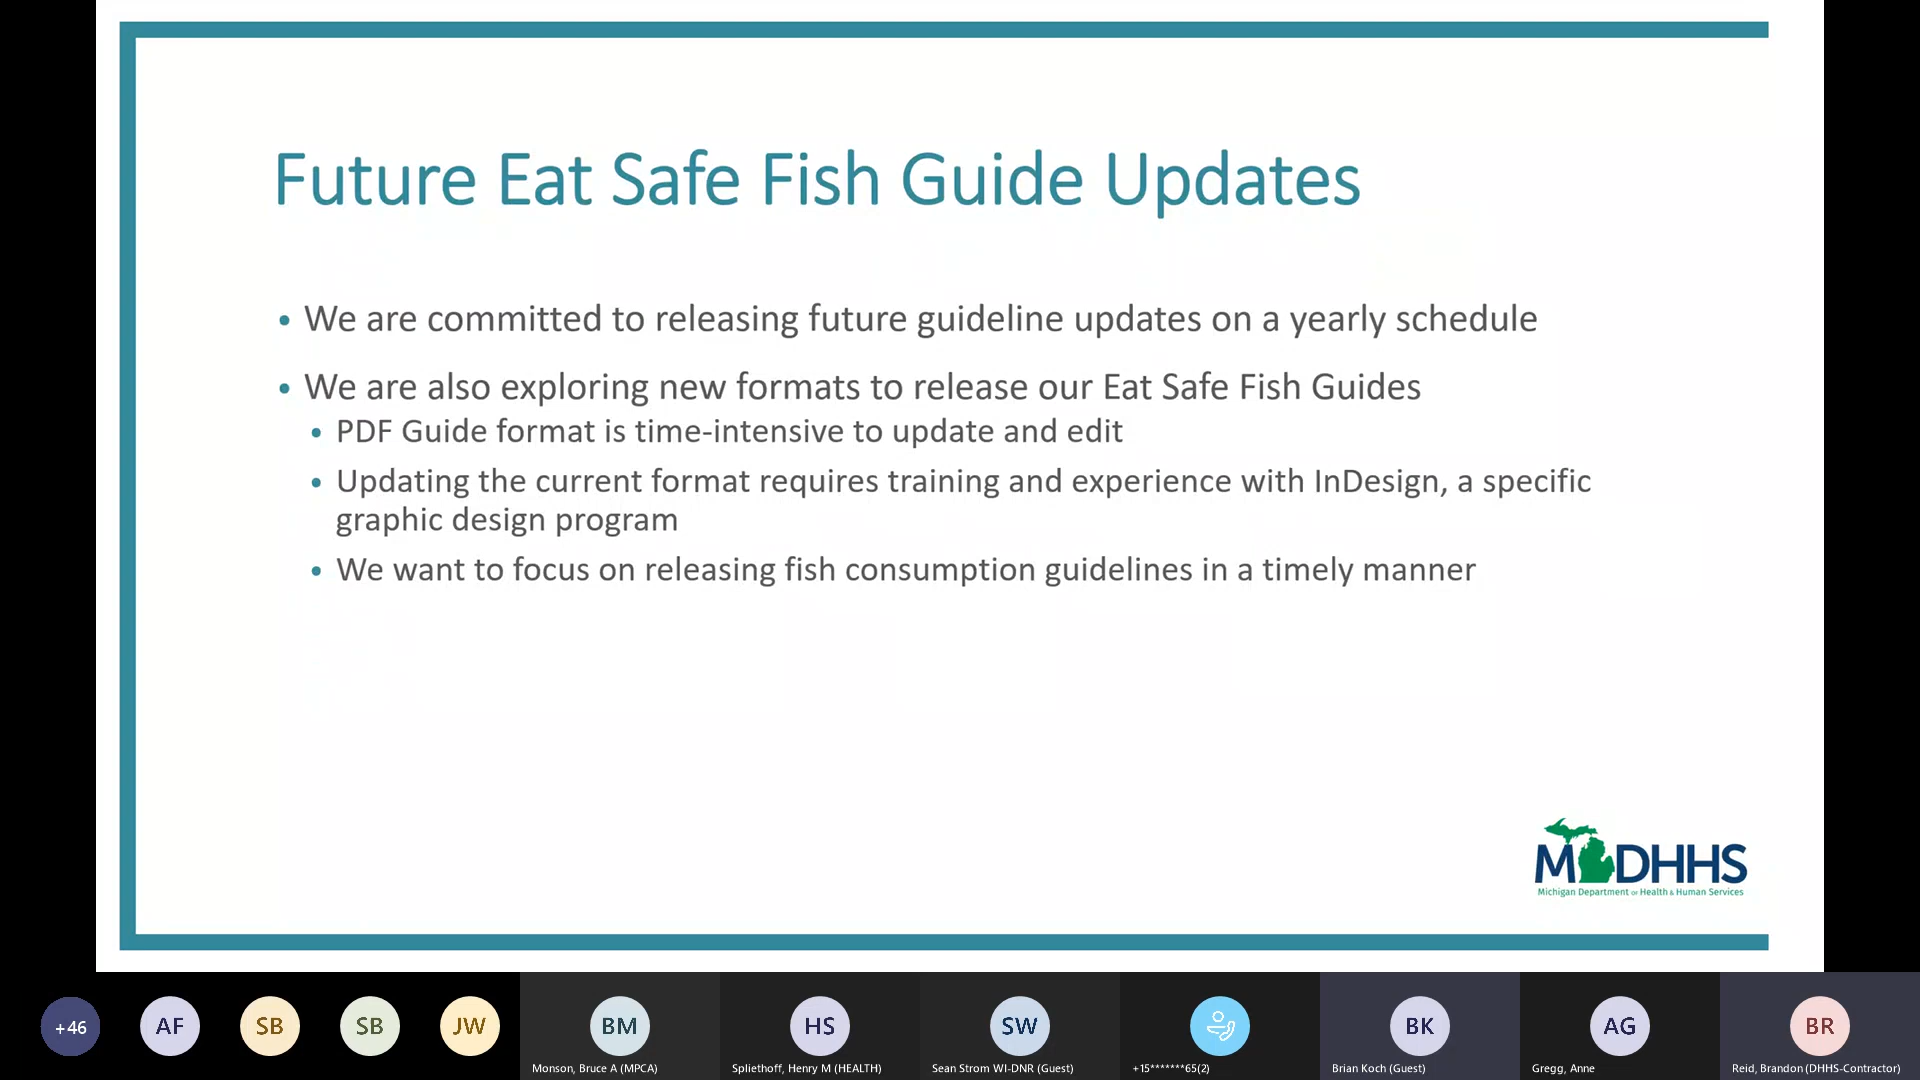 Future Eat Safe Fish Guide Updates
• We are committed to releasing future guideline updates on a yearly schedule
• We are also exploring new formats to release our Eat Safe Fish Guides
• PDF Guide format is time-intensive to update and edit
• Updating the current format requires training and experience with InDesign, a specific
graphic design program
• We want to focus on releasing fish consumption guidelines in a timely manner
MDHHS
Michigan Department of Health & Human Services
+46
AF
SB
SB
JW
BM
HS
SW
BK
AG
BR
Monson, Bruce A (MPCA)
Spliethoff, Henry M (HEALTH)
Sean Strom WI-DNR (Guest)
+15*******65(2)
Brian Koch (Guest)
Gregg, Anne
Reid, Brandon (DHHS-Contractor)